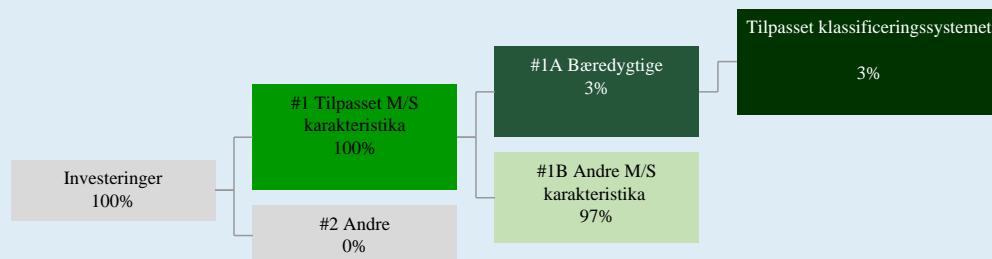 Investeringer
100%
#1 Tilpasset M/S
karakteristika
100%
#2 Andre
0%
#1A Bæredygtige
3%
#1B Andre M/S
karakteristika
97%
Tilpasset klassificeringssystemet
3%